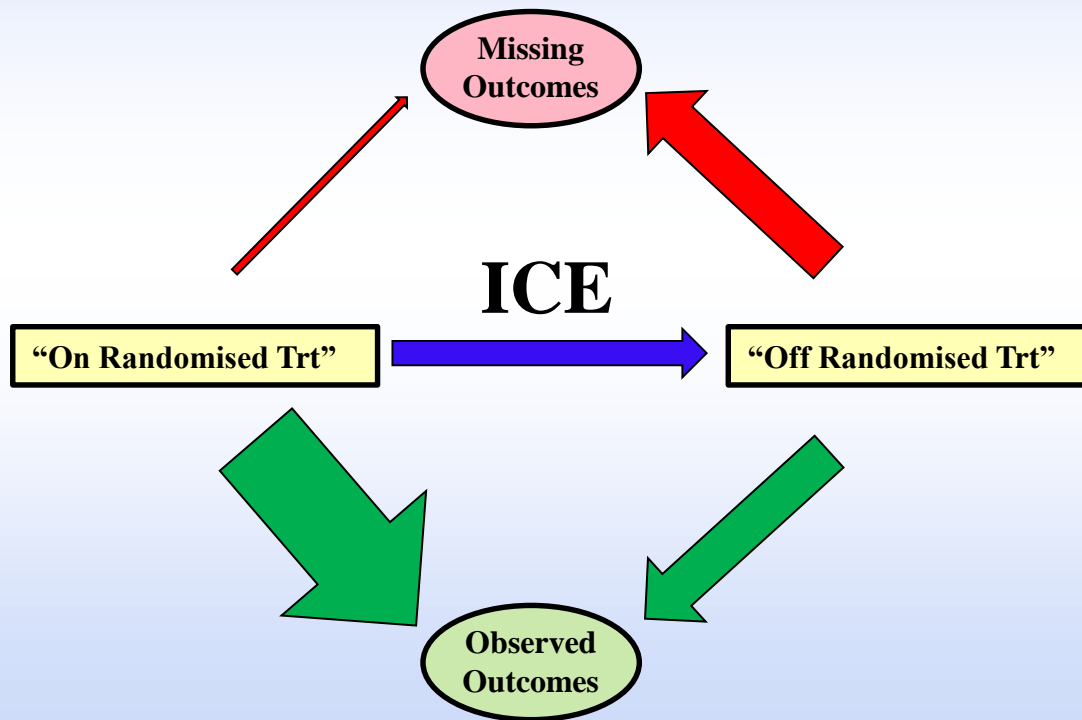 Missing
Outcomes
ICE
“On Randomised Trt”
“Off Randomised Trt”
Observed
Outcomes